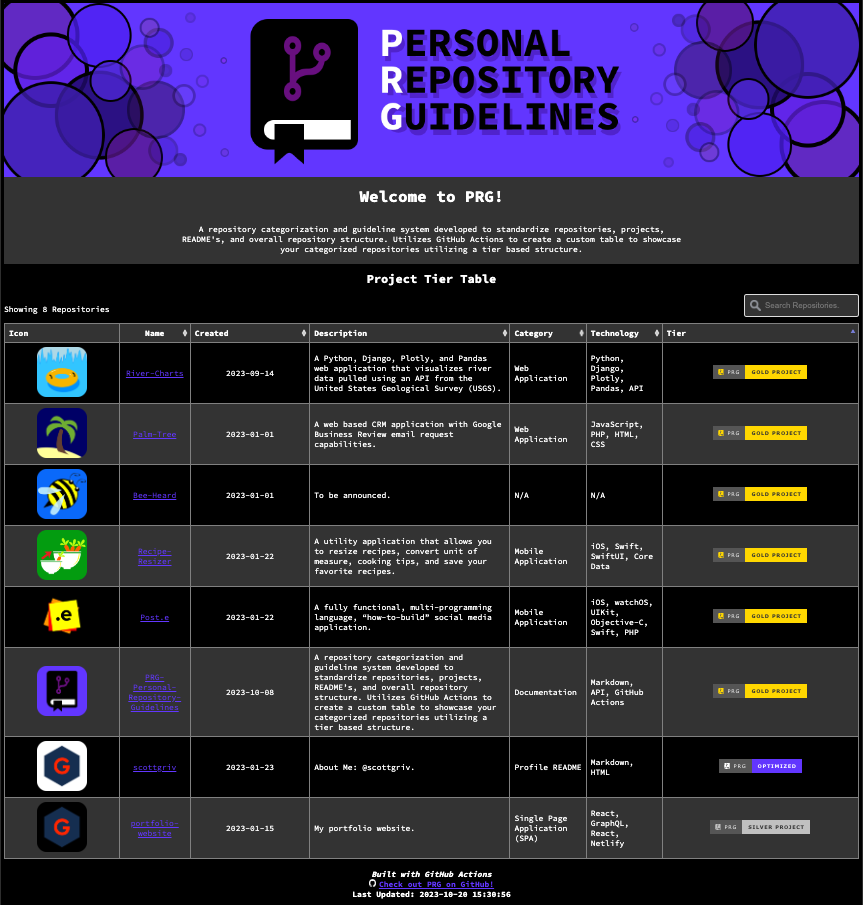 PERSONAL
REPOSITORY
GUIDELINES
Welcome to PRG!
A repository categorization and guideline system developed to standardize repositories, projects,
README's, and overall repository structure. Utilizes GitHub Actions to create a custom table to showcase
your categorized repositories utilizing a tier based structure.
Project Tier Table
Showing 8 Repositories
Search Repositories.
Icon Name Created Description Category Technology Tier
River-Charts
2023-09-14
A Python, Django, Plotly, and Pandas
web application that visualizes river
data pulled using an API from the
United States Geological Survey (USGS).
Web
Application
Python,
Django,
Plotly,
Pandas, API
PRG GOLD PROJECT
Palm-Tree
2023-01-01
A web based CRM application with Google
Business Review email request
capabilities.
Web
Application
JavaScript,
PHP, HTML,
CSS
PRG GOLD PROJECT
Bee-Heard
2023-01-01
To be announced.
N/A
N/A
PRG GOLD PROJECT
Recipe-
Resizer
2023-01-22
A utility application that allows you
to resize recipes, convert unit of
measure, cooking tips, and save your
favorite recipes.
Mobile
Application
iOS, Swift,
SwiftUI, Core
Data
PRG GOLD PROJECT
.e
Post.e
2023-01-22
A fully functional, multi-programming
language, “how-to-build” social media
application.
Mobile
Application
iOS, watchOS,
UIKit,
Objective-C,
Swift, PHP
PRG GOLD PROJECT
PRG-
Personal-
Repository-
Guidelines
2023-10-08
A repository categorization and
guideline system developed to
standardize repositories, projects,
README's, and overall repository
structure. Utilizes GitHub Actions to
create a custom table to showcase your
categorized repositories utilizing a
tier based structure.
Documentation
Markdown,
API, GitHub
Actions
PRG GOLD PROJECT
G
scottgriv
2023-01-23
About Me: @scottgriv.
Profile README
Markdown,
HTML
PRG OPTIMIZED
G
portfolio-
website
2023-01-15
My portfolio website.
Single Page
Application
(SPA)
React,
GraphQL,
React,
Netlify
PRG SILVER PROJECT
Built with GitHub Actions
Check out PRG on GitHub!
Last Updated: 2023-10-20 15:30:56